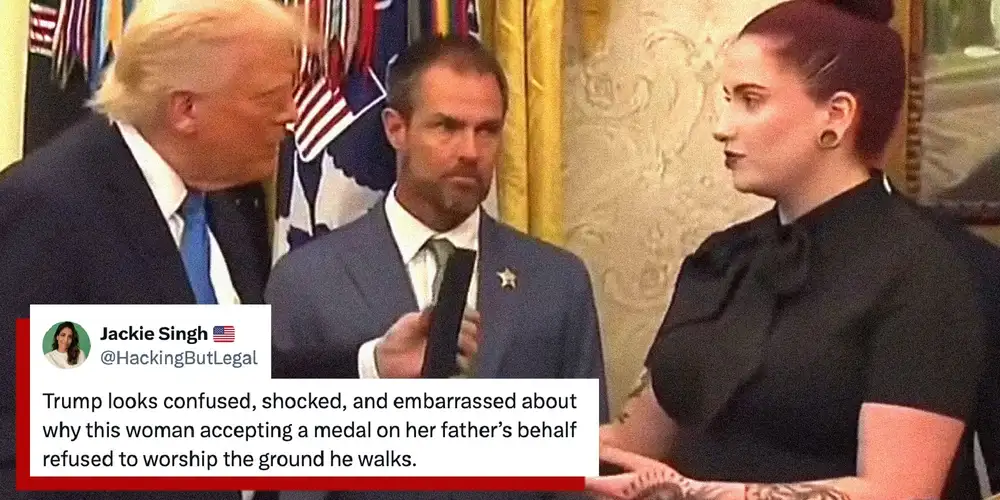 Jackie Singh 🇺🇸
@HackingButLegal
Trump looks confused, shocked, and embarrassed about
why this woman accepting a medal on her father’s behalf
refused to worship the ground he walks.